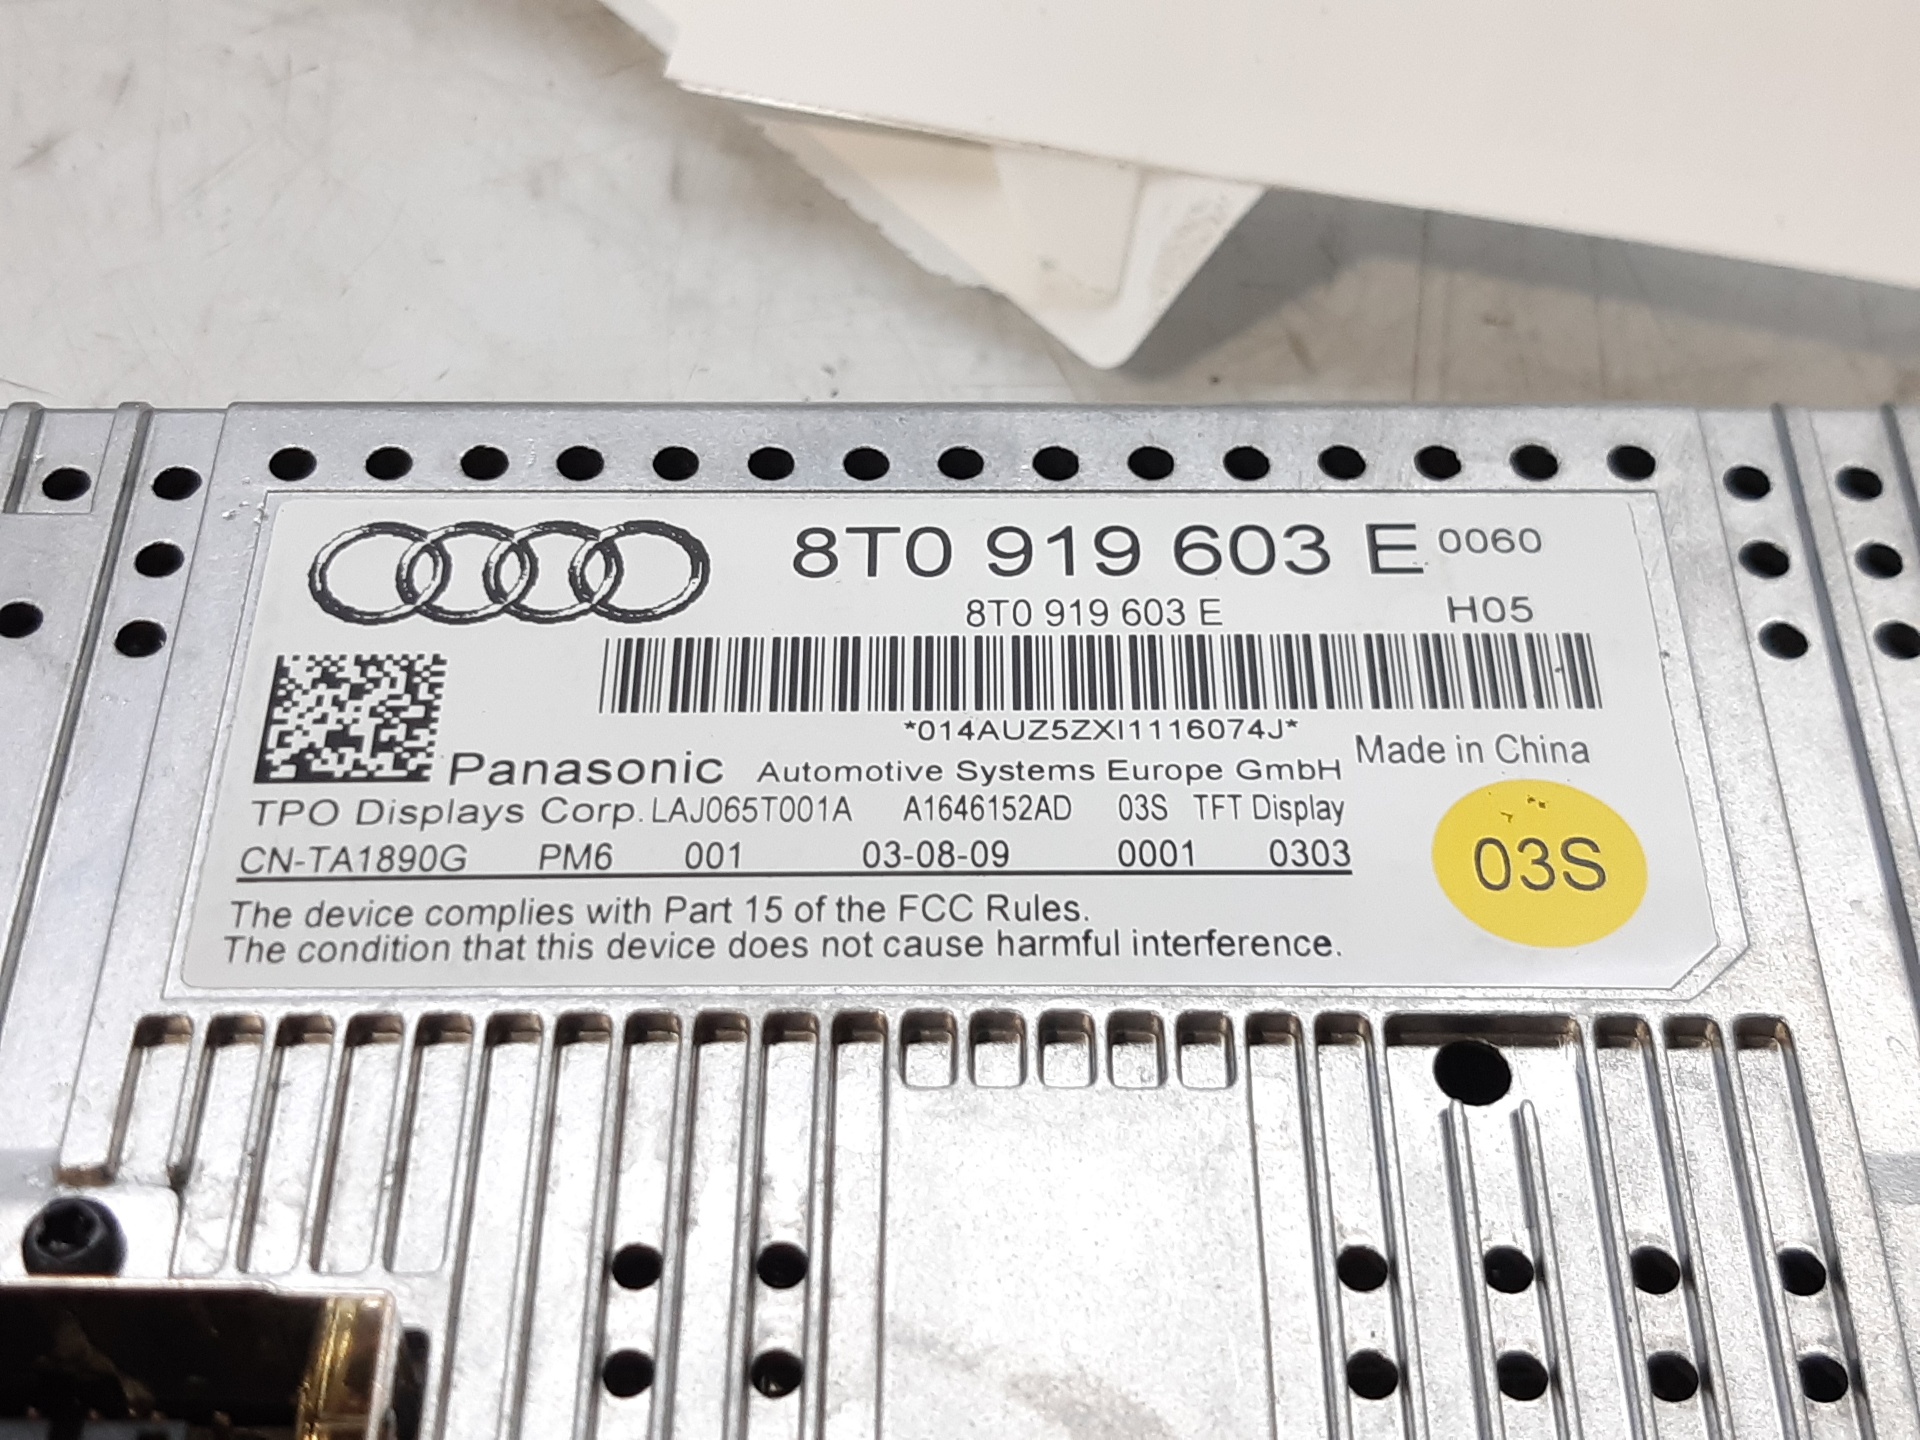 8T0 919 603 E 0060
8T0 919 603 E H05
*014AUZ5ZXI1116074J*
Panasonic Automotive Systems Europe GmbH Made in China
TPO Displays Corp. LAJ065T001A A1646152AD 03S TFT Display
CN-TA1890G PM6 001 03-08-09 0001 0303
03S
The device complies with Part 15 of the FCC Rules.
The condition that this device does not cause harmful interference.